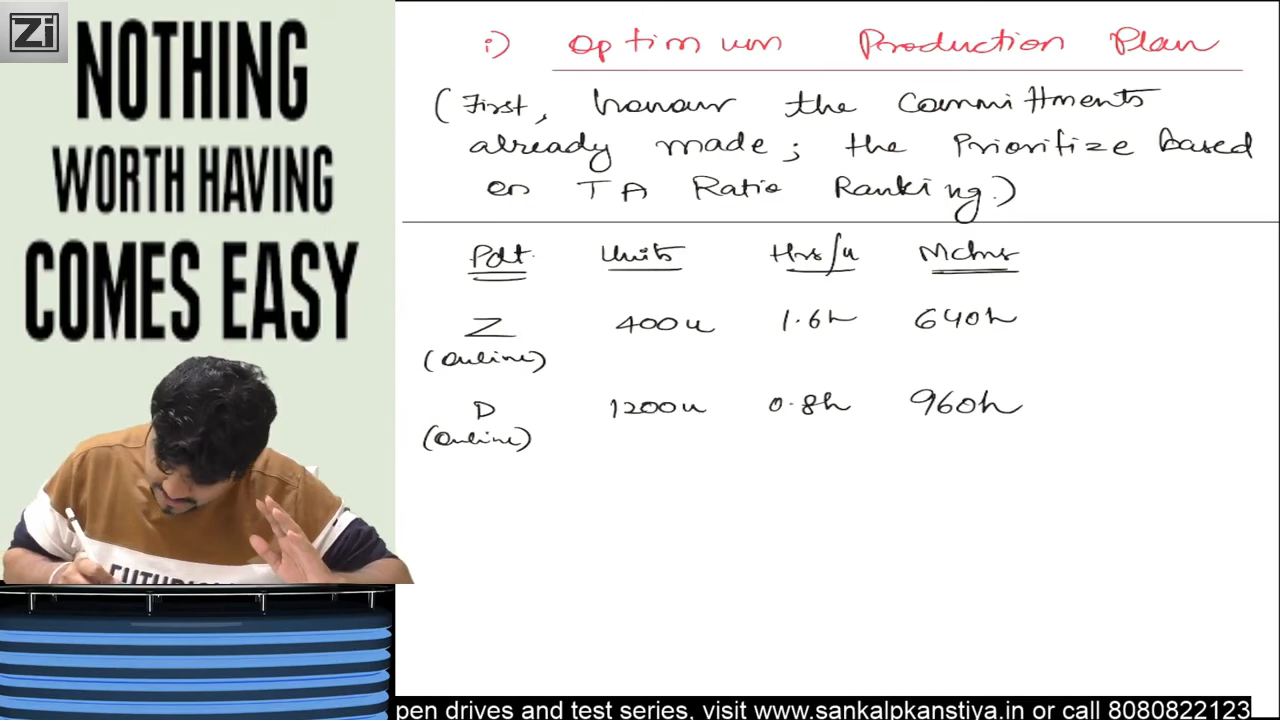 Zi
NOTHING
WORTH HAVING
COMES EASY
i) Optimum Production Plan
(First, honour the Committments
already made; the Prioritize based
on TA Ratio Ranking.)
Pdt. Units Hrs/u Mchrs
Z 400u 1.6h 640h
(Online)
D 1200u 0.8h 960h
(Online)
pen drives and test series, visit www.sankalpkanstiya.in or call 8080822123